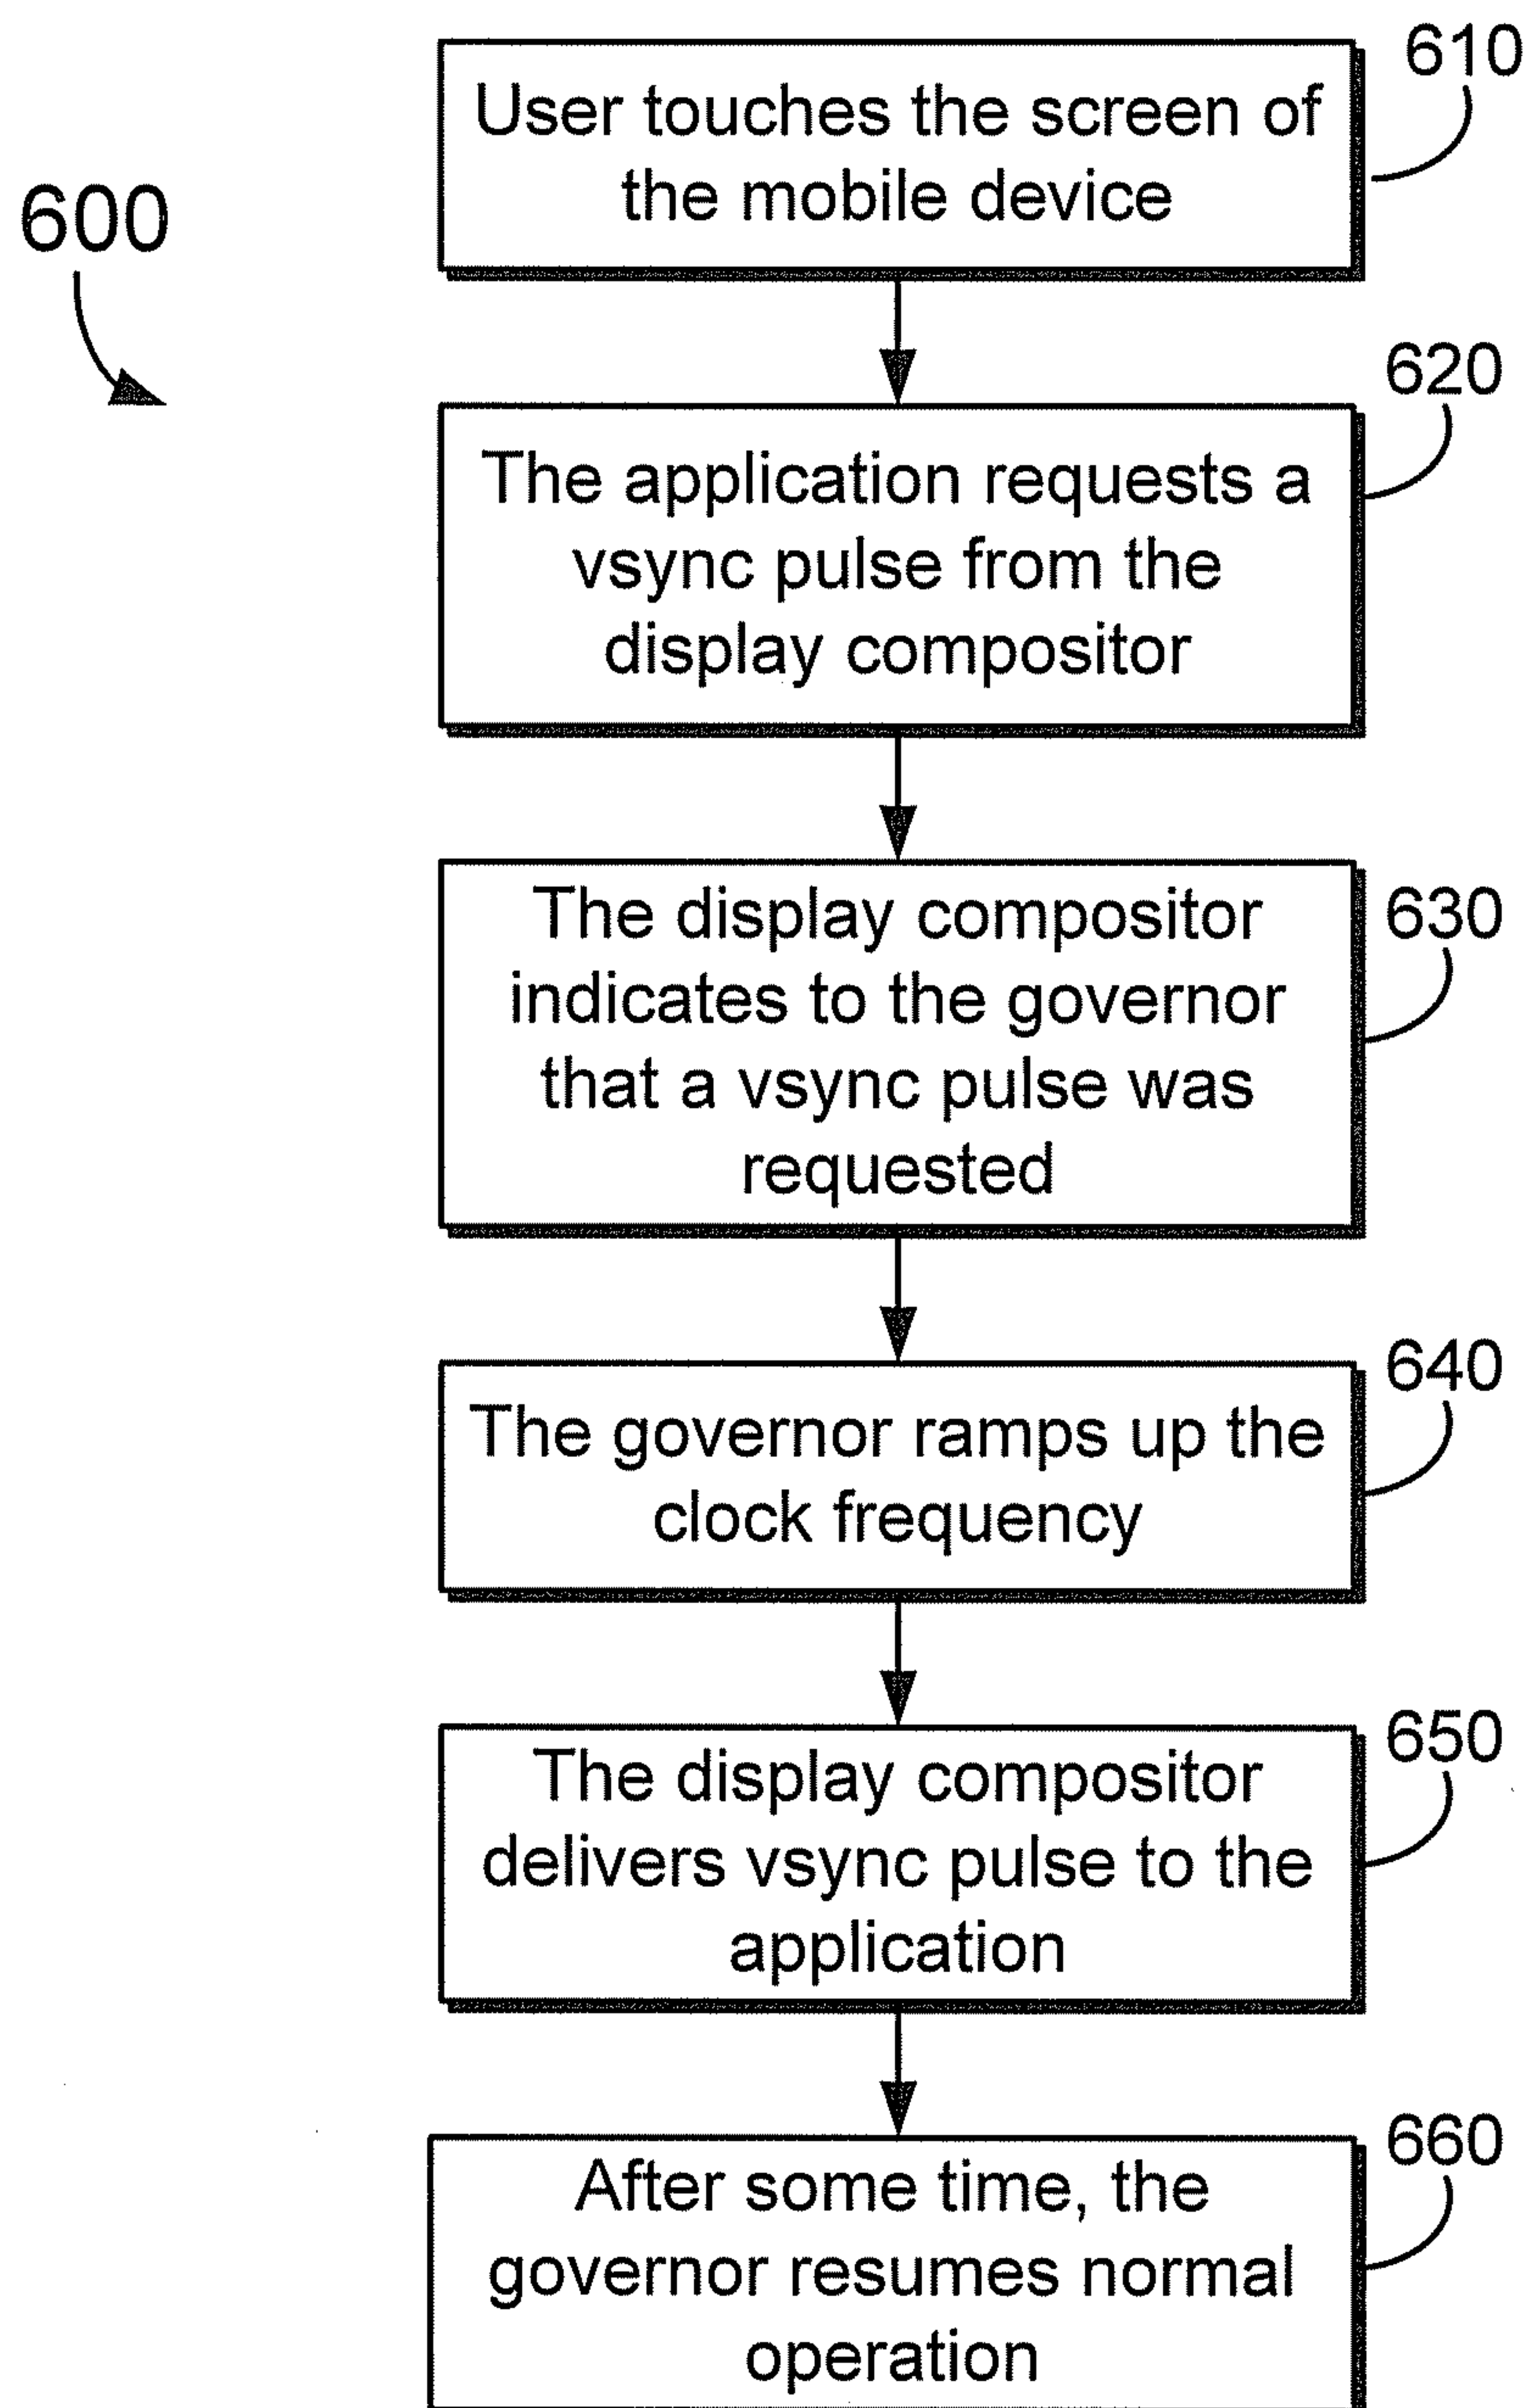 610
User touches the screen of
the mobile device
600
620
The application requests a
vsync pulse from the
display compositor
630
The display compositor
indicates to the governor
that a vsync pulse was
requested
640
The governor ramps up the
clock frequency
650
The display compositor
delivers vsync pulse to the
application
660
After some time, the
governor resumes normal
operation